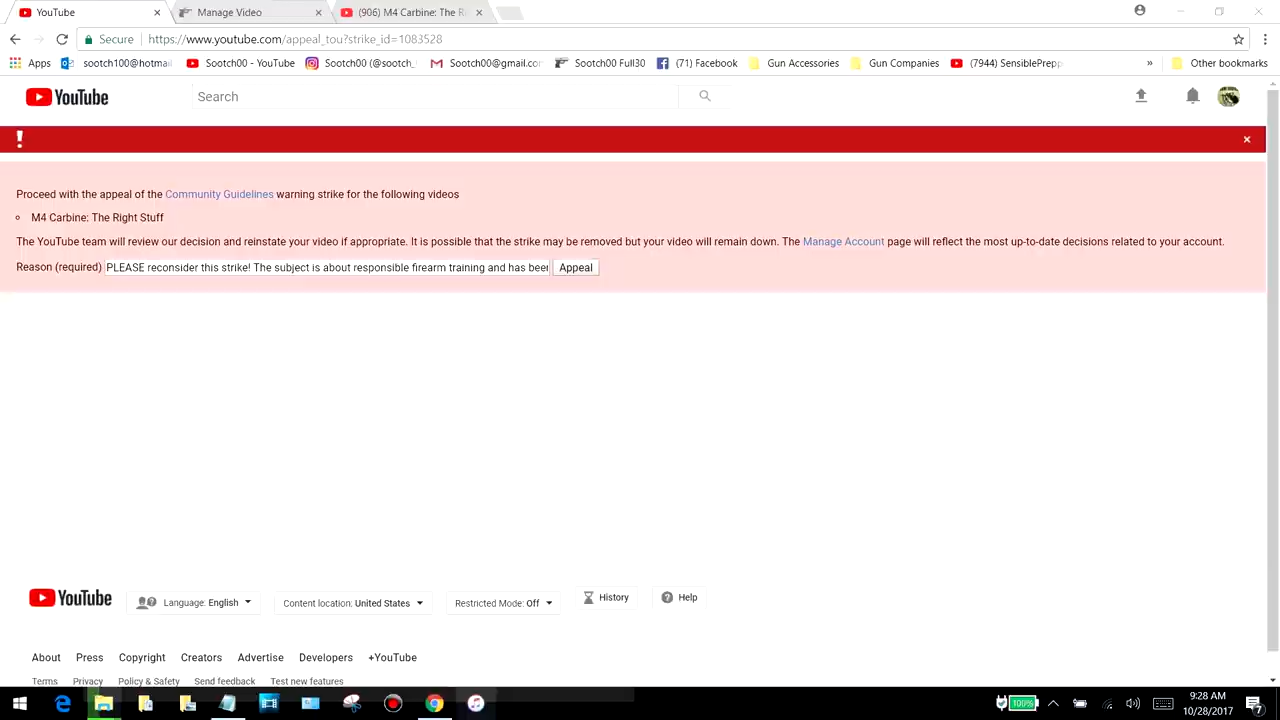 YouTube
Manage Video
(906) M4 Carbine: The Ri
Secure https://www.youtube.com/appeal_tou?strike_id=1083528
Apps sootch100@hotmai Sootch00 - YouTube Sootch00 (@sootch_ Sootch00@gmail.co Sootch00 Full30 (71) Facebook Gun Accessories Gun Companies (7944) SensiblePrepp » Other bookmarks
YouTube Search
Proceed with the appeal of the Community Guidelines warning strike for the following videos
M4 Carbine: The Right Stuff
The YouTube team will review our decision and reinstate your video if appropriate. It is possible that the strike may be removed but your video will remain down. The Manage Account page will reflect the most up-to-date decisions related to your account.
Reason (required) PLEASE reconsider this strike! The subject is about responsible firearm training and has been Appeal
YouTube Language: English Content location: United States Restricted Mode: Off History Help
About Press Copyright Creators Advertise Developers +YouTube
Terms Privacy Policy & Safety Send feedback Test new features
100% 9:28 AM
10/28/2017
7